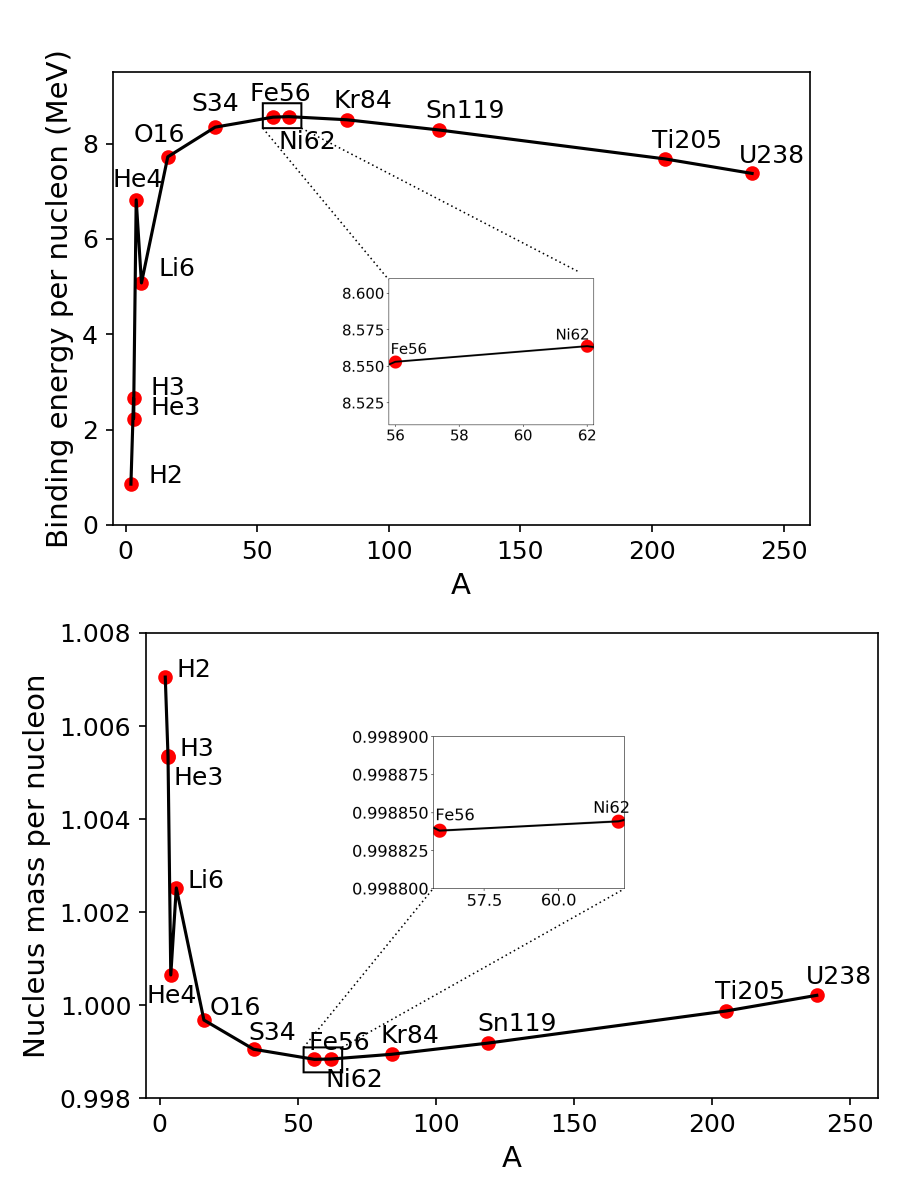 Binding energy per nucleon (MeV)
8
6
4
2
0
S34
Fe56
Kr84
Sn119
O16
Ni62
Ti205
U238
He4
Li6
H3
He3
H2
8.600
8.575
8.550
8.525
Fe56
Ni62
56 58 60 62
0 50 100 150 200 250
A
Nucleus mass per nucleon
1.008
1.006
1.004
1.002
1.000
0.998
H2
H3
He3
Li6
He4
O16
S34
Fe56
Ni62
Kr84
Sn119
Ti205
U238
0.998900
0.998875
0.998850
0.998825
0.998800
Fe56
Ni62
57.5 60.0
0 50 100 150 200 250
A